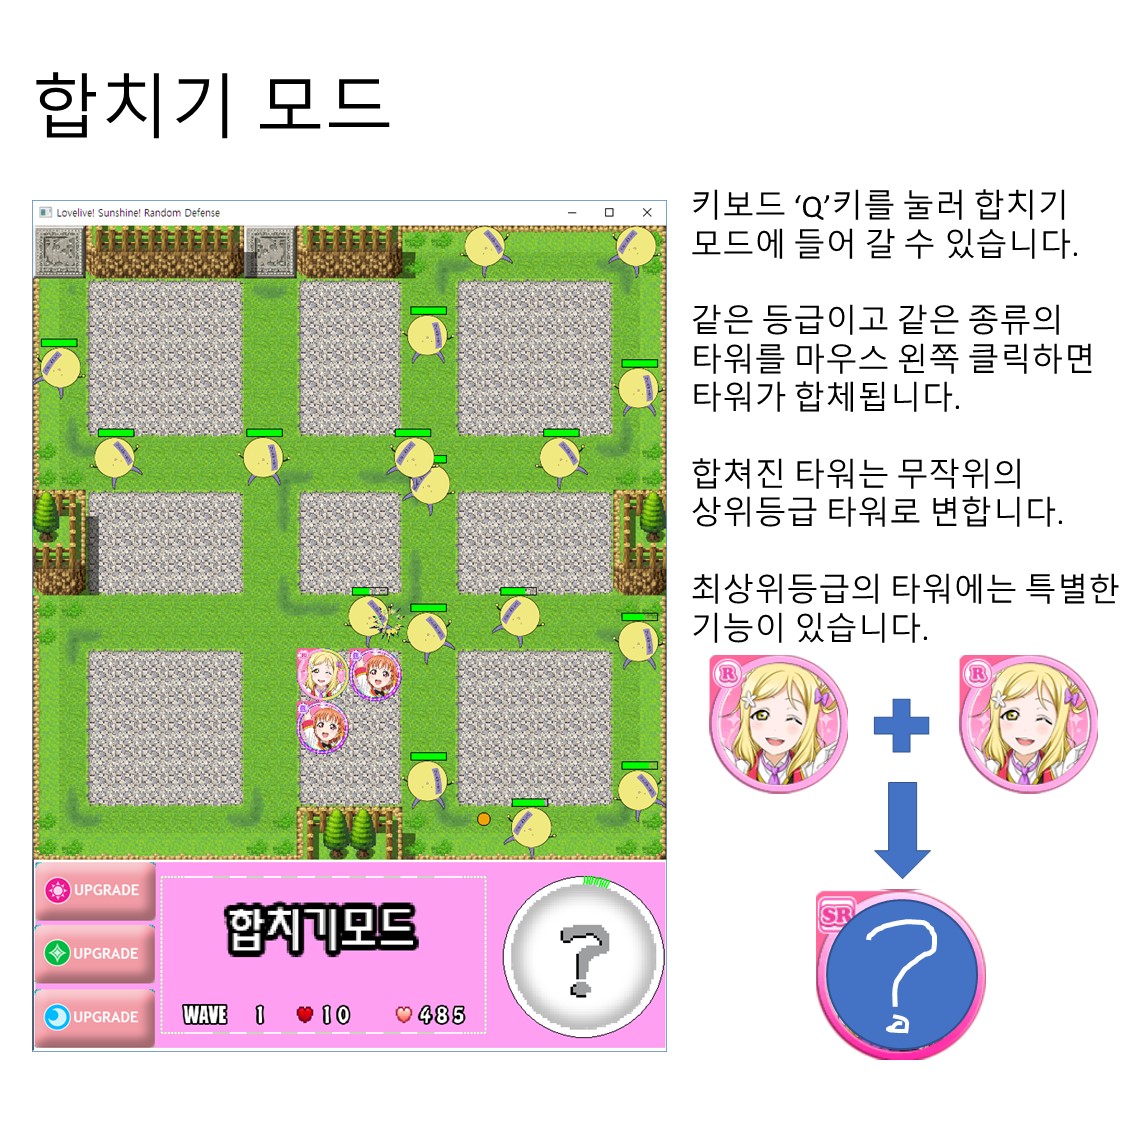 합치기 모드
Lovelive! Sunshine! Random Defense
키보드 ‘Q’키를 눌러 합치기
모드에 들어 갈 수 있습니다.
같은 등급이고 같은 종류의
타워를 마우스 왼쪽 클릭하면
타워가 합체됩니다.
합쳐진 타워는 무작위의
상위등급 타워로 변합니다.
최상위등급의 타워에는 특별한
기능이 있습니다.
R
R
SR
?
UPGRADE
UPGRADE
UPGRADE
합치기모드
WAVE 1 10 485
?